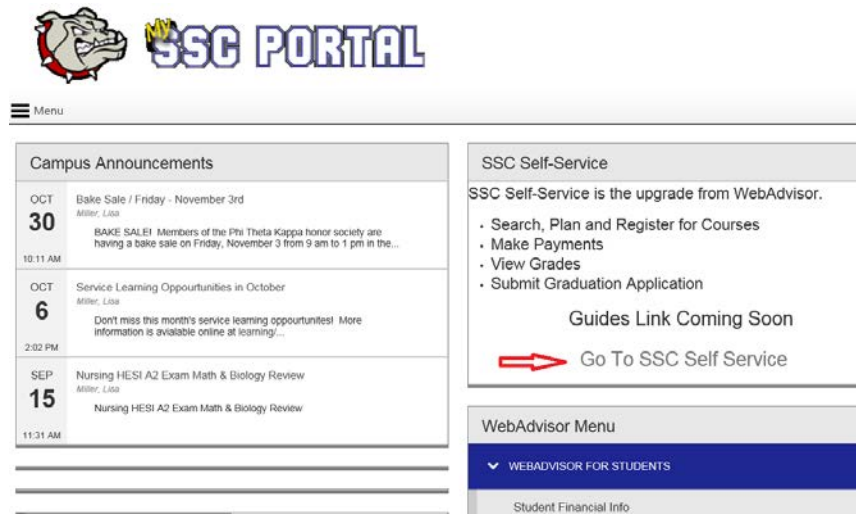 My SSC PORTAL
Menu
Campus Announcements
OCT
30
10:11 AM
Bake Sale / Friday - November 3rd
Miller, Lisa
BAKE SALE! Members of the Phi Theta Kappa honor society are
having a bake sale on Friday, November 3 from 9 am to 1 pm in the...
OCT
6
2:02 PM
Service Learning Oppourtunities in October
Miller, Lisa
Don't miss this month's service learning oppourtunites! More
information is avialable online at learning/...
SEP
15
11:31 AM
Nursing HESI A2 Exam Math & Biology Review
Miller, Lisa
Nursing HESI A2 Exam Math & Biology Review
SSC Self-Service
SSC Self-Service is the upgrade from WebAdvisor.
• Search, Plan and Register for Courses
• Make Payments
• View Grades
• Submit Graduation Application
Guides Link Coming Soon
Go To SSC Self Service
WebAdvisor Menu
WEBADVISOR FOR STUDENTS
Student Financial Info